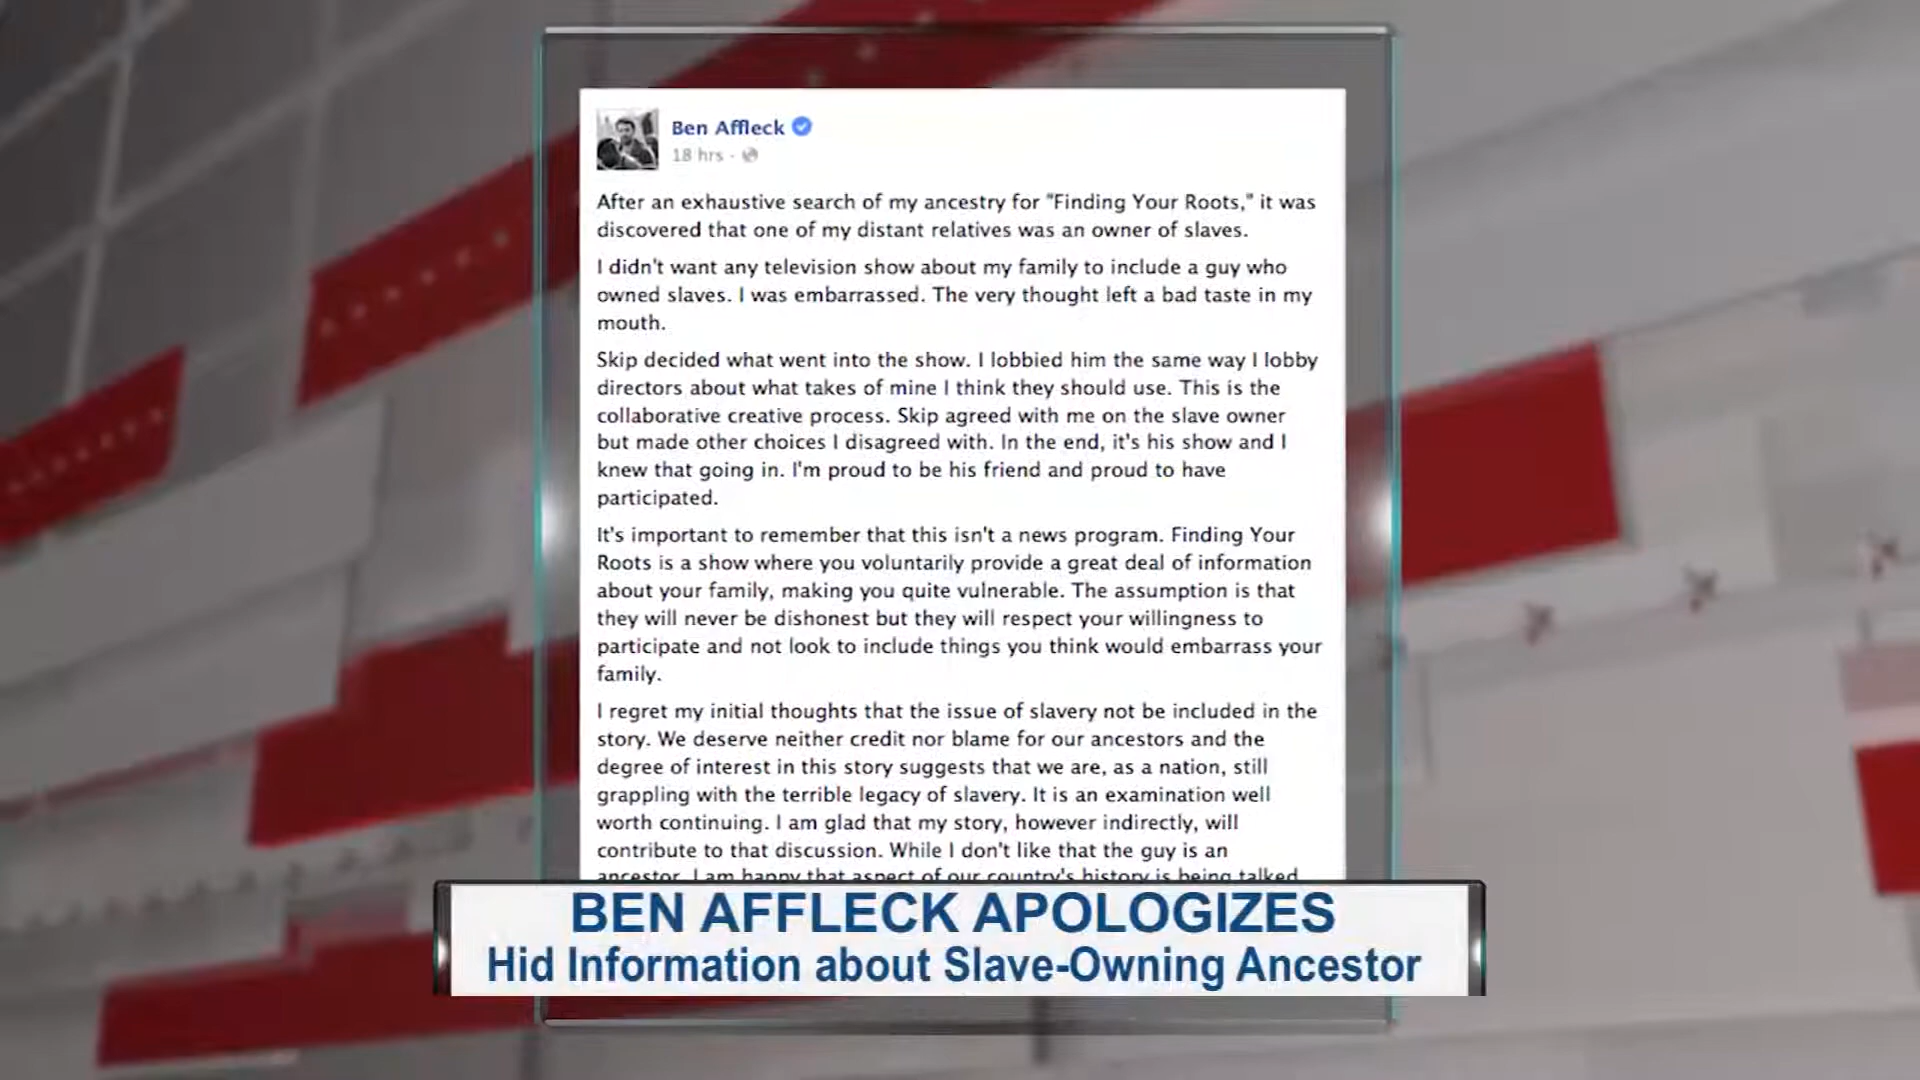 Ben Affleck
18 hrs ·
After an exhaustive search of my ancestry for "Finding Your Roots," it was
discovered that one of my distant relatives was an owner of slaves.
I didn't want any television show about my family to include a guy who
owned slaves. I was embarrassed. The very thought left a bad taste in my
mouth.
Skip decided what went into the show. I lobbied him the same way I lobby
directors about what takes of mine I think they should use. This is the
collaborative creative process. Skip agreed with me on the slave owner
but made other choices I disagreed with. In the end, it's his show and I
knew that going in. I'm proud to be his friend and proud to have
participated.
It's important to remember that this isn't a news program. Finding Your
Roots is a show where you voluntarily provide a great deal of information
about your family, making you quite vulnerable. The assumption is that
they will never be dishonest but they will respect your willingness to
participate and not look to include things you think would embarrass your
family.
I regret my initial thoughts that the issue of slavery not be included in the
story. We deserve neither credit nor blame for our ancestors and the
degree of interest in this story suggests that we are, as a nation, still
grappling with the terrible legacy of slavery. It is an examination well
worth continuing. I am glad that my story, however indirectly, will
contribute to that discussion. While I don't like that the guy is an
ancestor, I am happy that aspect of our country's history is being talked
BEN AFFLECK APOLOGIZES
Hid Information about Slave-Owning Ancestor